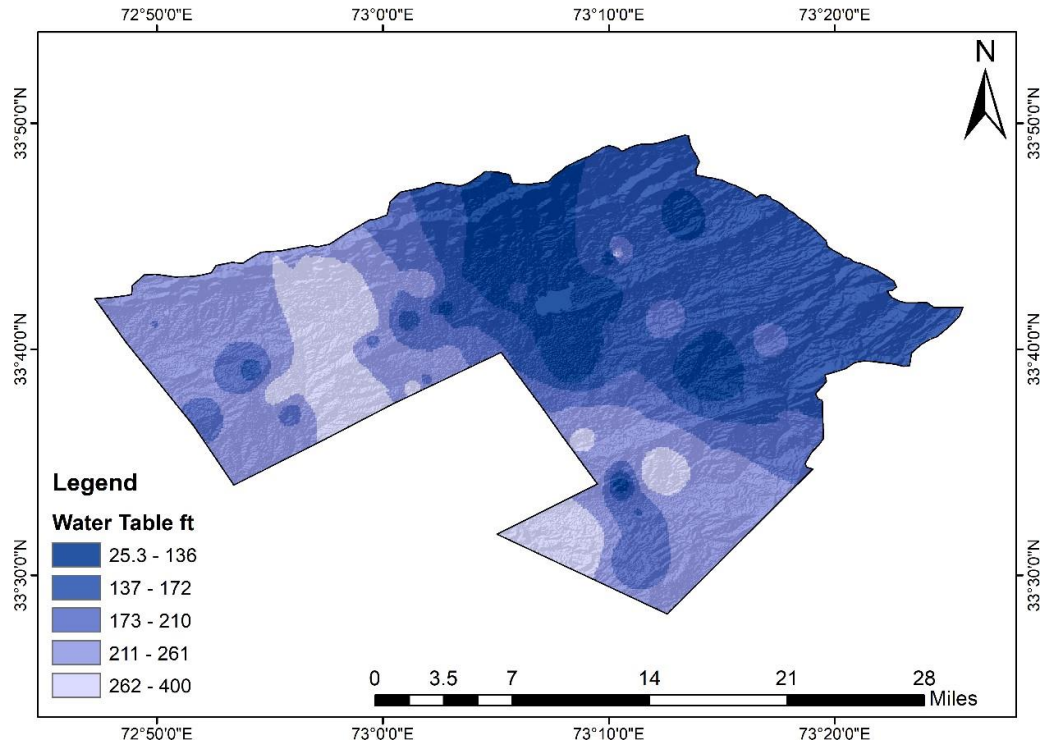 72°50'0"E 73°0'0"E 73°10'0"E 73°20'0"E
N
33°50'0"N 33°50'0"N
33°40'0"N 33°40'0"N
33°30'0"N 33°30'0"N
Legend
Water Table ft
25.3 - 136
137 - 172
173 - 210
211 - 261
262 - 400
0 3.5 7 14 21 28
Miles
72°50'0"E 73°0'0"E 73°10'0"E 73°20'0"E